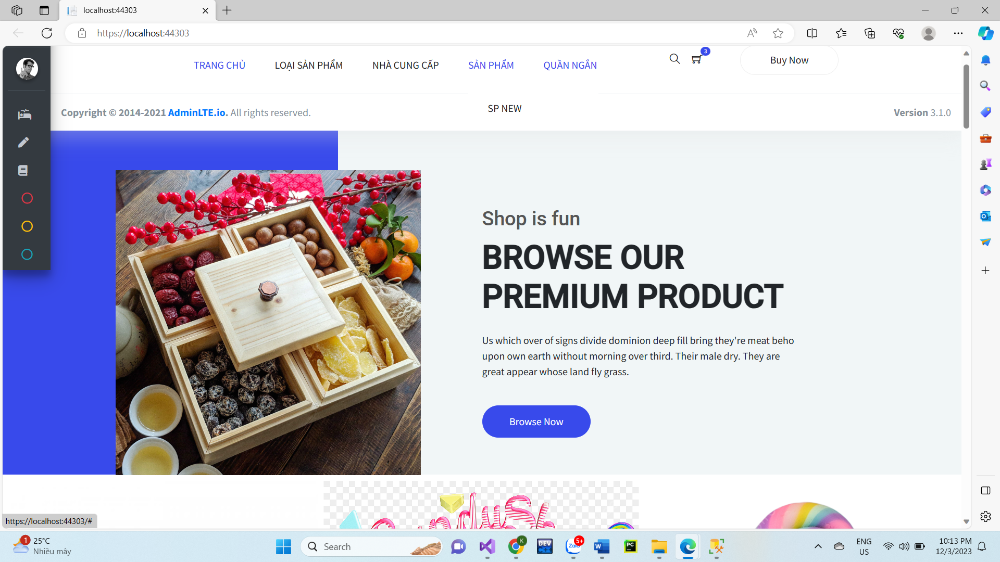 localhost:44303
https://localhost:44303
TRANG CHỦ
LOẠI SẢN PHẨM
NHÀ CUNG CẤP
SẢN PHẨM
QUẦN NGẮN
3
Buy Now
Copyright © 2014-2021 AdminLTE.io. All rights reserved.
SP NEW
Version 3.1.0
Shop is fun
BROWSE OUR
PREMIUM PRODUCT
Us which over of signs divide dominion deep fill bring they're meat beho
upon own earth without morning over third. Their male dry. They are
great appear whose land fly grass.
Browse Now
https://localhost:44303/#
1
25°C
Nhiều mây
Search
DEV
C++
K
Zalo
5+
W
PC
ENG
US
10:13 PM
12/3/2023